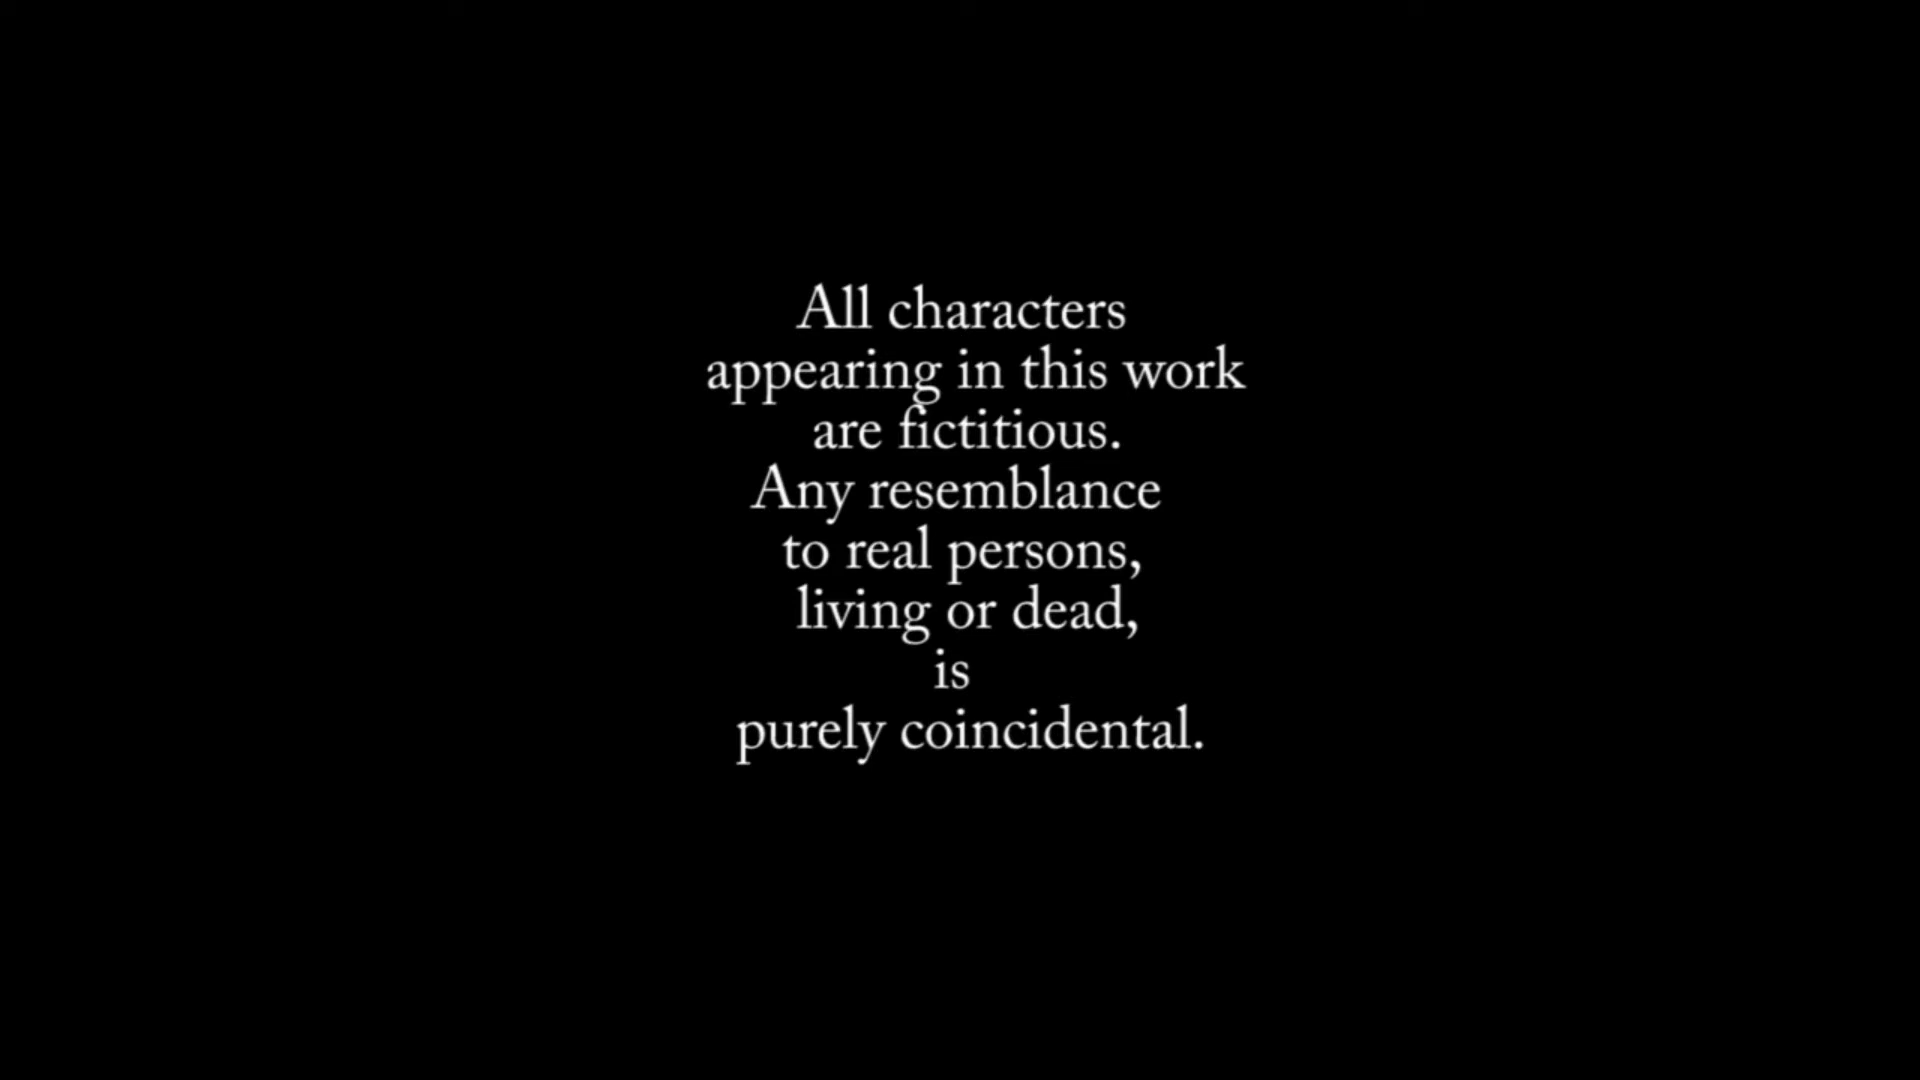 All characters
appearing in this work
are fictitious.
Any resemblance
to real persons,
living or dead,
is
purely coincidental.